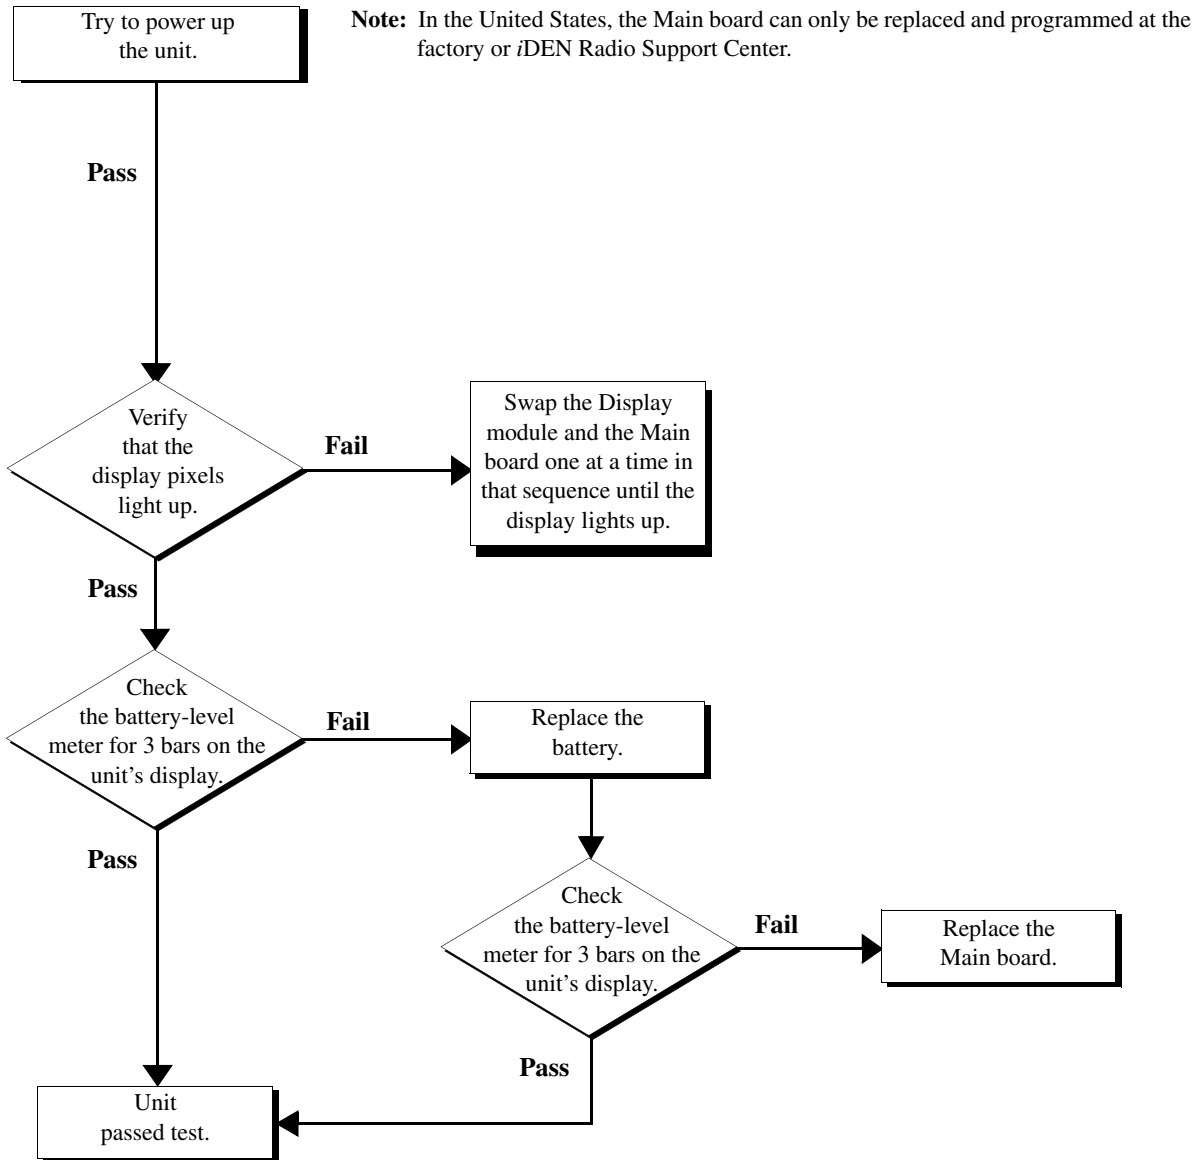 Try to power up
the unit.
Note: In the United States, the Main board can only be replaced and programmed at the
factory or iDEN Radio Support Center.
Pass
Verify
that the
display pixels
light up.
Fail
Swap the Display
module and the Main
board one at a time in
that sequence until the
display lights up.
Pass
Check
the battery-level
meter for 3 bars on the
unit's display.
Fail
Replace the
battery.
Pass
Check
the battery-level
meter for 3 bars on the
unit's display.
Fail
Replace the
Main board.
Pass
Unit
passed test.